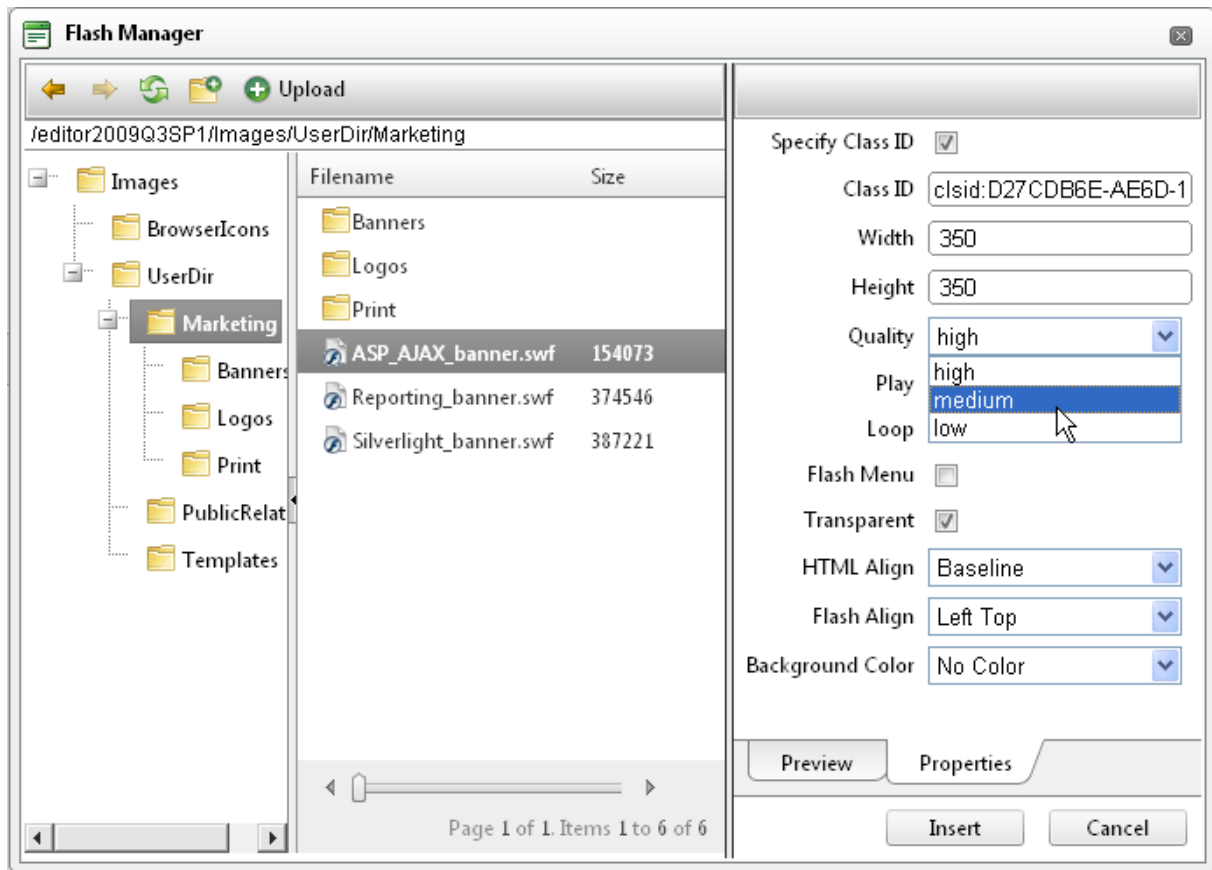 Flash Manager
Upload
/editor2009Q3SP1/Images/UserDir/Marketing
Images
BrowserIcons
UserDir
Marketing
Banners
Logos
Print
PublicRelat
Templates
Filename Size
Banners
Logos
Print
ASP_AJAX_banner.swf 154073
Reporting_banner.swf 374546
Silverlight_banner.swf 387221
Page 1 of 1. Items 1 to 6 of 6
Specify Class ID
Class ID clsid:D27CDB6E-AE6D-1
Width 350
Height 350
Quality high
high
Play
medium
Loop low
Flash Menu
Transparent
HTML Align Baseline
Flash Align Left Top
Background Color No Color
Preview Properties
Insert Cancel